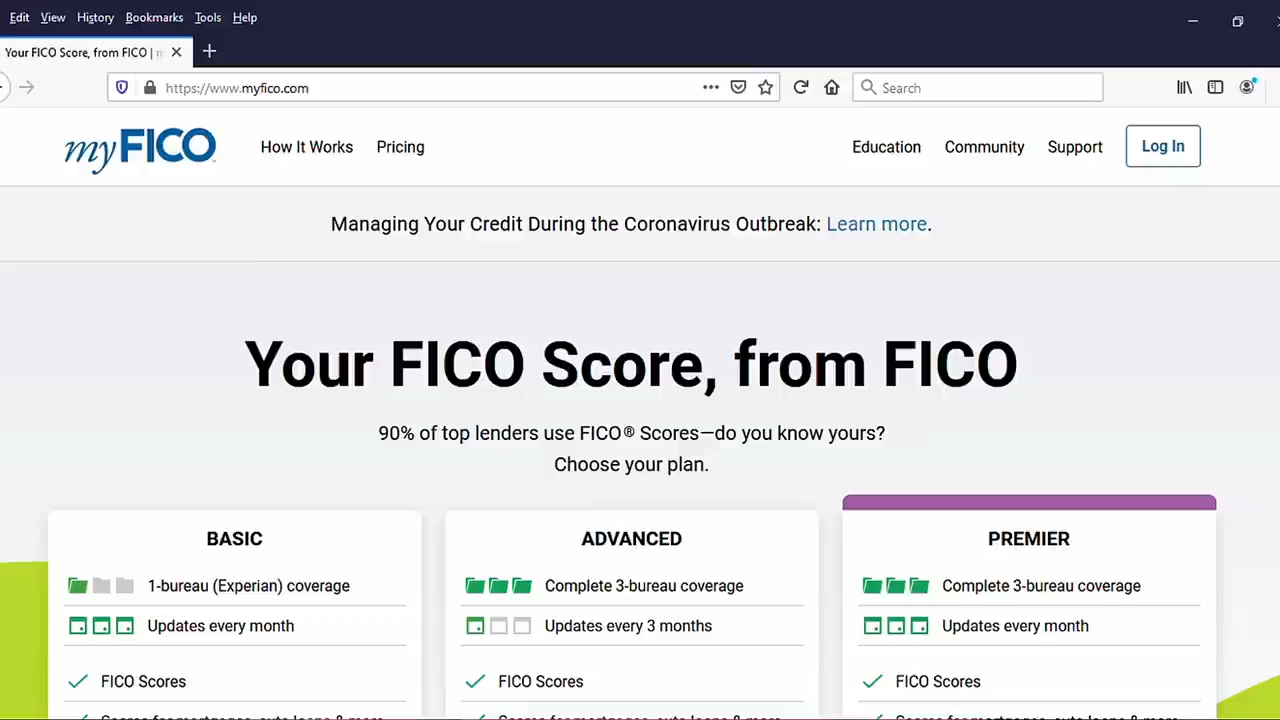 Edit View History Bookmarks Tools Help
Your FICO Score, from FICO |
https://www.myfico.com
Search
myFICO
How It Works
Pricing
Education
Community
Support
Log In
Managing Your Credit During the Coronavirus Outbreak: Learn more.
Your FICO Score, from FICO
90% of top lenders use FICO® Scores—do you know yours?
Choose your plan.
BASIC
1-bureau (Experian) coverage
Updates every month
FICO Scores
ADVANCED
Complete 3-bureau coverage
Updates every 3 months
FICO Scores
PREMIER
Complete 3-bureau coverage
Updates every month
FICO Scores